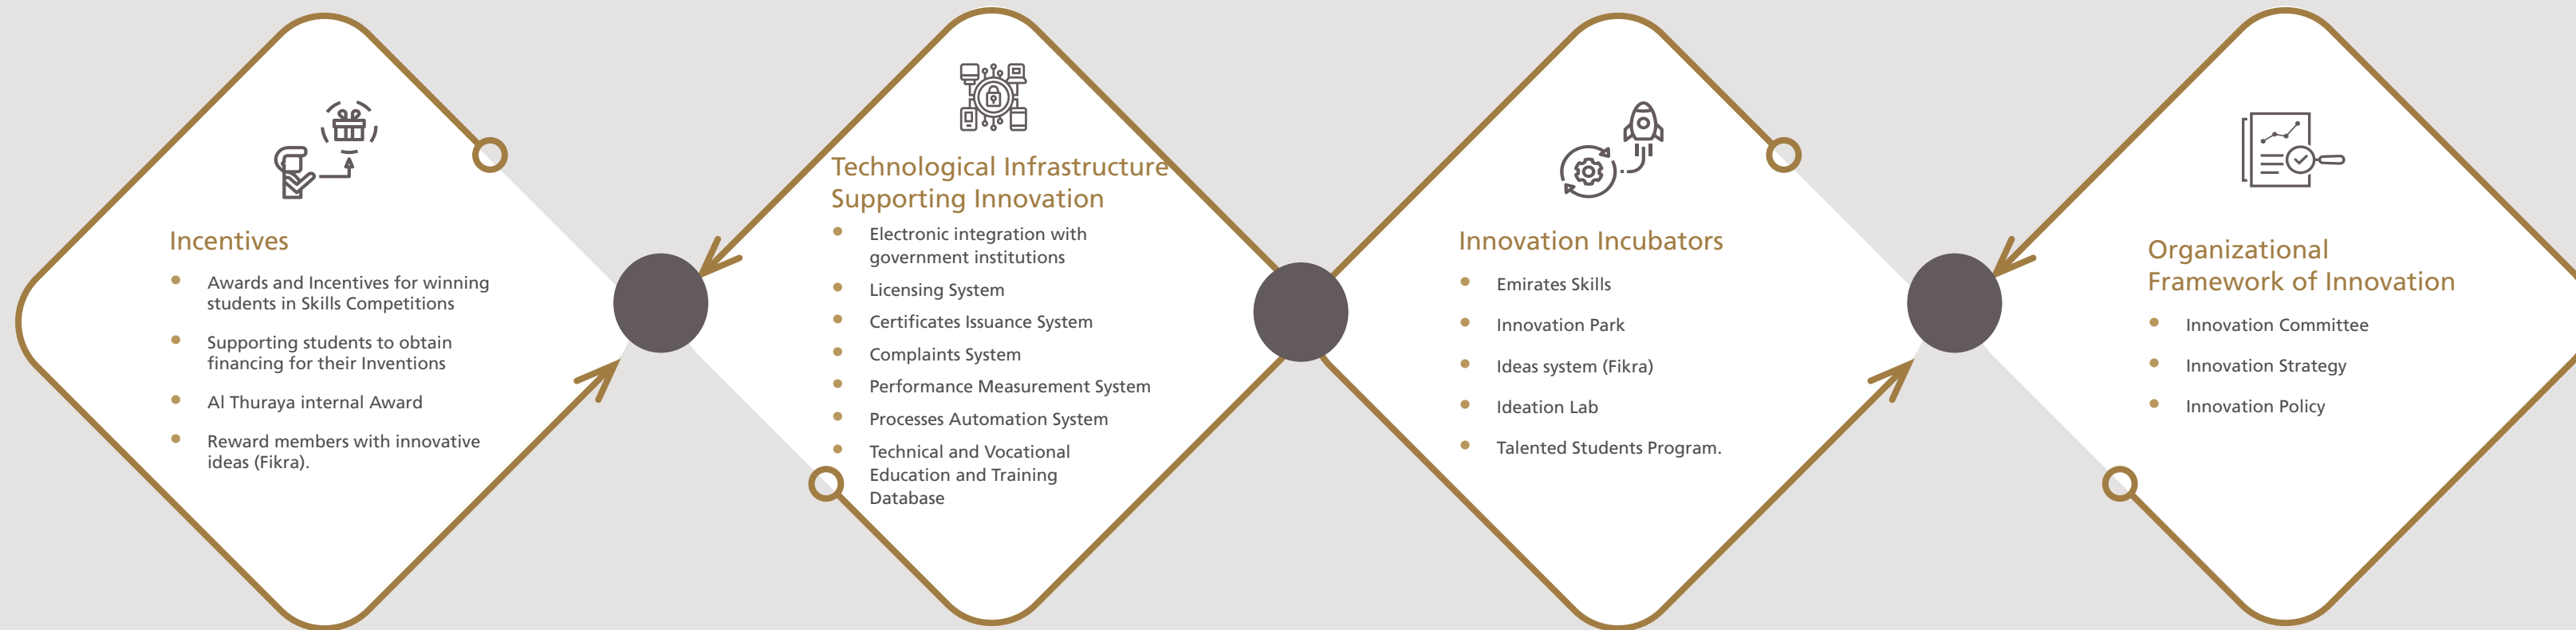 Incentives
Awards and Incentives for winning
students in Skills Competitions
Supporting students to obtain
financing for their Inventions
Al Thuraya internal Award
Reward members with innovative
ideas (Fikra).
Technological Infrastructure
Supporting Innovation
Electronic integration with
government institutions
Licensing System
Certificates Issuance System
Complaints System
Performance Measurement System
Processes Automation System
Technical and Vocational
Education and Training
Database
Innovation Incubators
Emirates Skills
Innovation Park
Ideas system (Fikra)
Ideation Lab
Talented Students Program.
Organizational
Framework of Innovation
Innovation Committee
Innovation Strategy
Innovation Policy